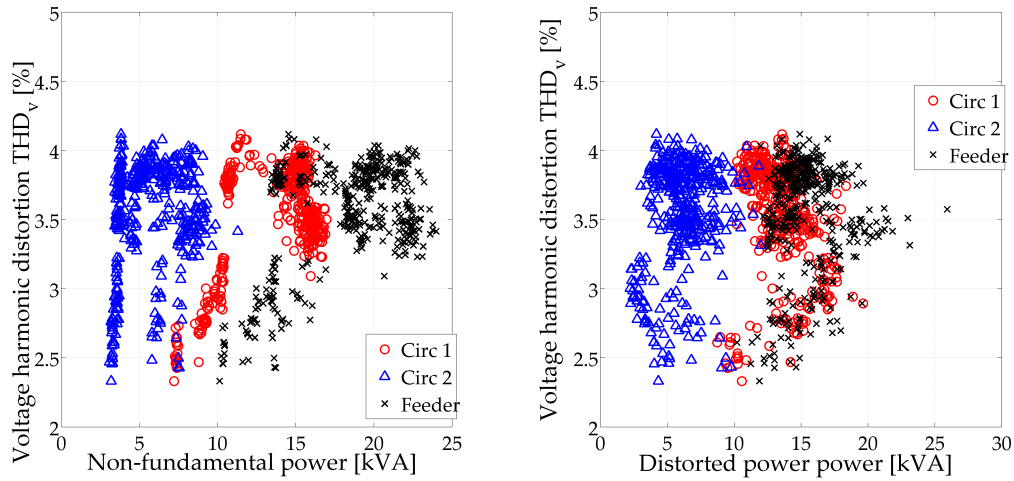 Voltage harmonic distortion THDv [%]
5
4.5
4
3.5
3
2.5
2
0 5 10 15 20 25
Non-fundamental power [kVA]
Circ 1
Circ 2
Feeder
Voltage harmonic distortion THDv [%]
5
4.5
4
3.5
3
2.5
2
0 5 10 15 20 25 30
Distorted power power [kVA]
Circ 1
Circ 2
Feeder